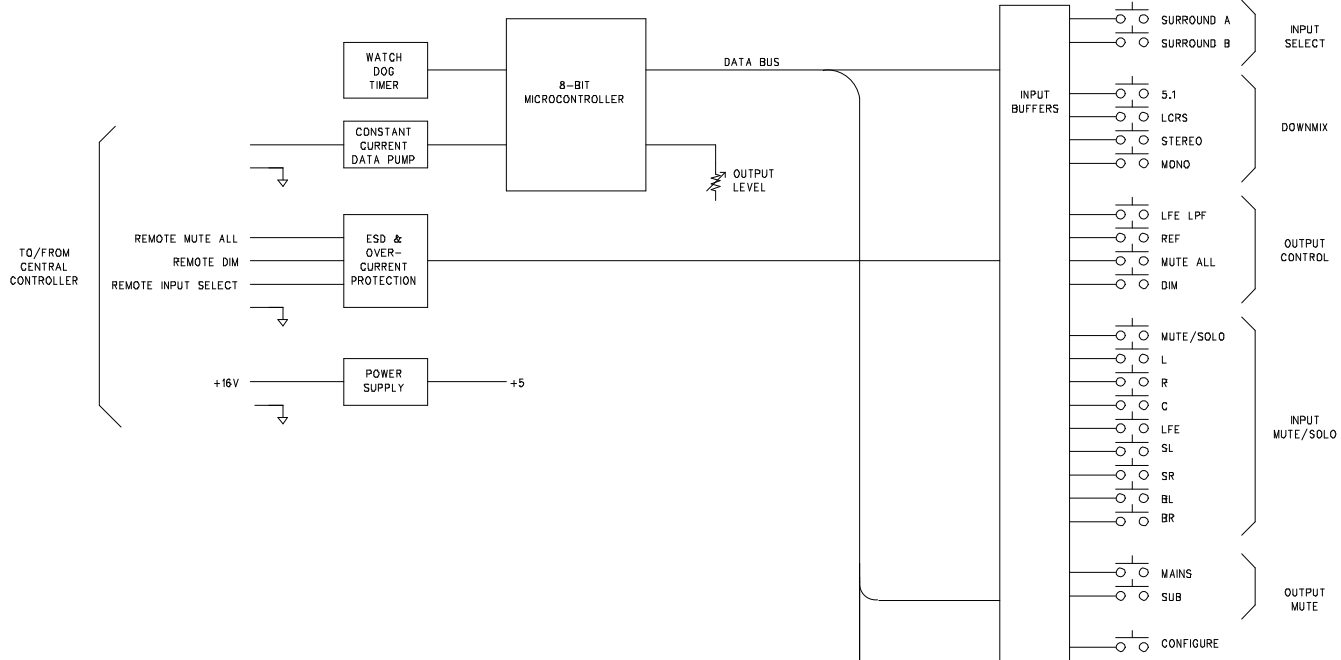 WATCH
DOG
TIMER
8-BIT
MICROCONTROLLER
DATA BUS
CONSTANT
CURRENT
DATA PUMP
OUTPUT
LEVEL
TO/FROM
CENTRAL
CONTROLLER
REMOTE MUTE ALL
REMOTE DIM
REMOTE INPUT SELECT
ESD &
OVER-
CURRENT
PROTECTION
+16V
POWER
SUPPLY
+5
INPUT
BUFFERS
SURROUND A
SURROUND B
INPUT
SELECT
5.1
LCRS
STEREO
MONO
DOWNMIX
LFE LPF
REF
MUTE ALL
DIM
OUTPUT
CONTROL
MUTE/SOLO
L
R
C
LFE
SL
SR
BL
BR
INPUT
MUTE/SOLO
MAINS
SUB
OUTPUT
MUTE
CONFIGURE